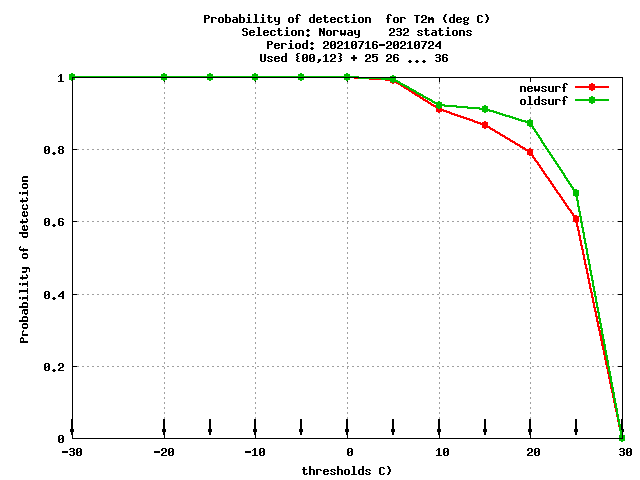 Probability of detection  for T2m (deg C)
Selection: Norway    232 stations
Period: 20210716-20210724
Used {00,12} + 25 26 ... 36
newsurf
oldsurf
Probability of detection
1
0.8
0.6
0.4
0.2
0
-30 -20 -10 0 10 20 30
thresholds C)